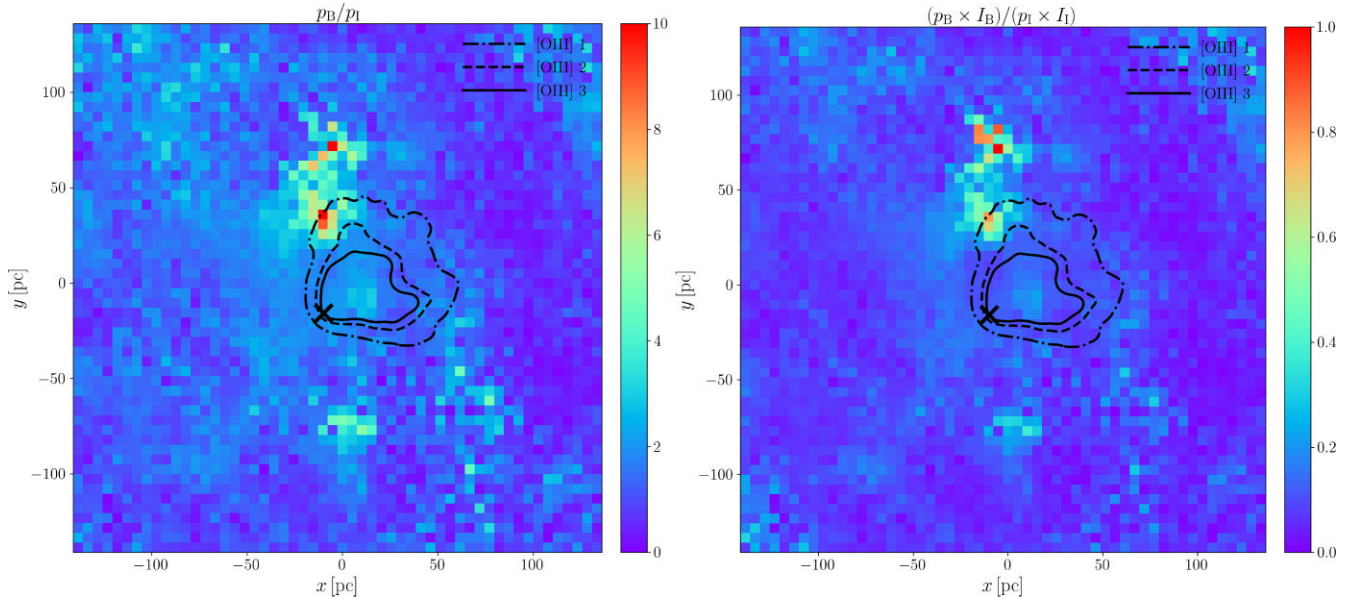 p_B/p_I
[OIII] 1
[OIII] 2
[OIII] 3
100
50
0
−50
−100
−100
−50
0
50
100
y [pc]
x [pc]
10
8
6
4
2
0
(p_B × I_B)/(p_I × I_I)
[OIII] 1
[OIII] 2
[OIII] 3
100
50
0
−50
−100
−100
−50
0
50
100
y [pc]
x [pc]
1.0
0.8
0.6
0.4
0.2
0.0